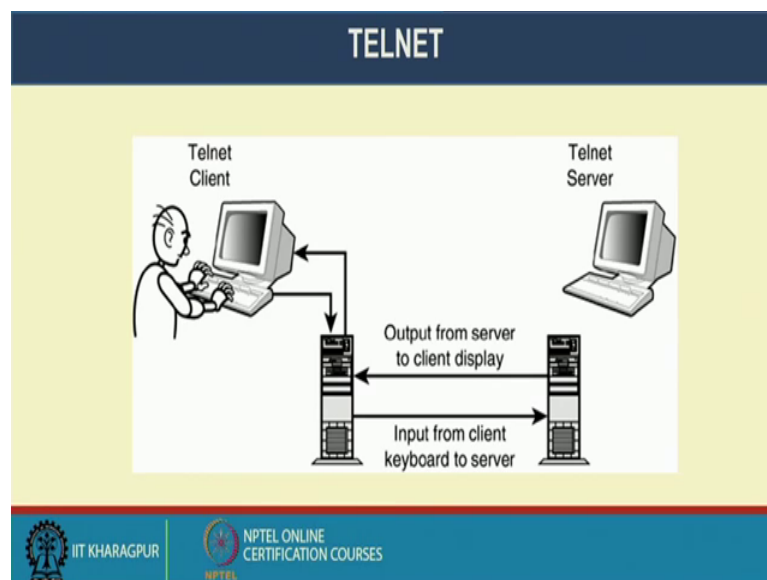 TELNET
Telnet
Client
Telnet
Server
Output from server
to client display
Input from client
keyboard to server
IIT KHARAGPUR
NPTEL ONLINE
CERTIFICATION COURSES
NPTEL